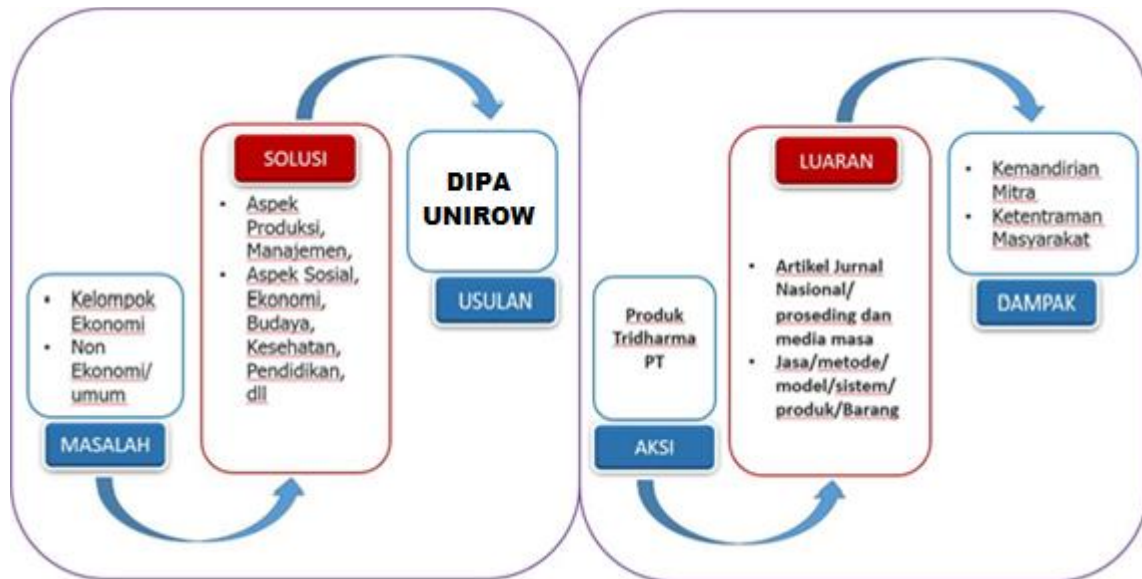 • Kelompok
Ekonomi
• Non
Ekonomi/
umum
MASALAH
SOLUSI
• Aspek
Produksi,
Manajemen,
• Aspek Sosial,
Ekonomi,
Budaya,
Kesehatan,
Pendidikan,
dll
DIPA
UNIROW
USULAN
Produk
Tridharma
PT
AKSI
LUARAN
• Artikel Jurnal
Nasional/
proseding dan
media masa
• Jasa/metode/
model/sistem/
produk/Barang
• Kemandirian
Mitra
• Ketentraman
Masyarakat
DAMPAK